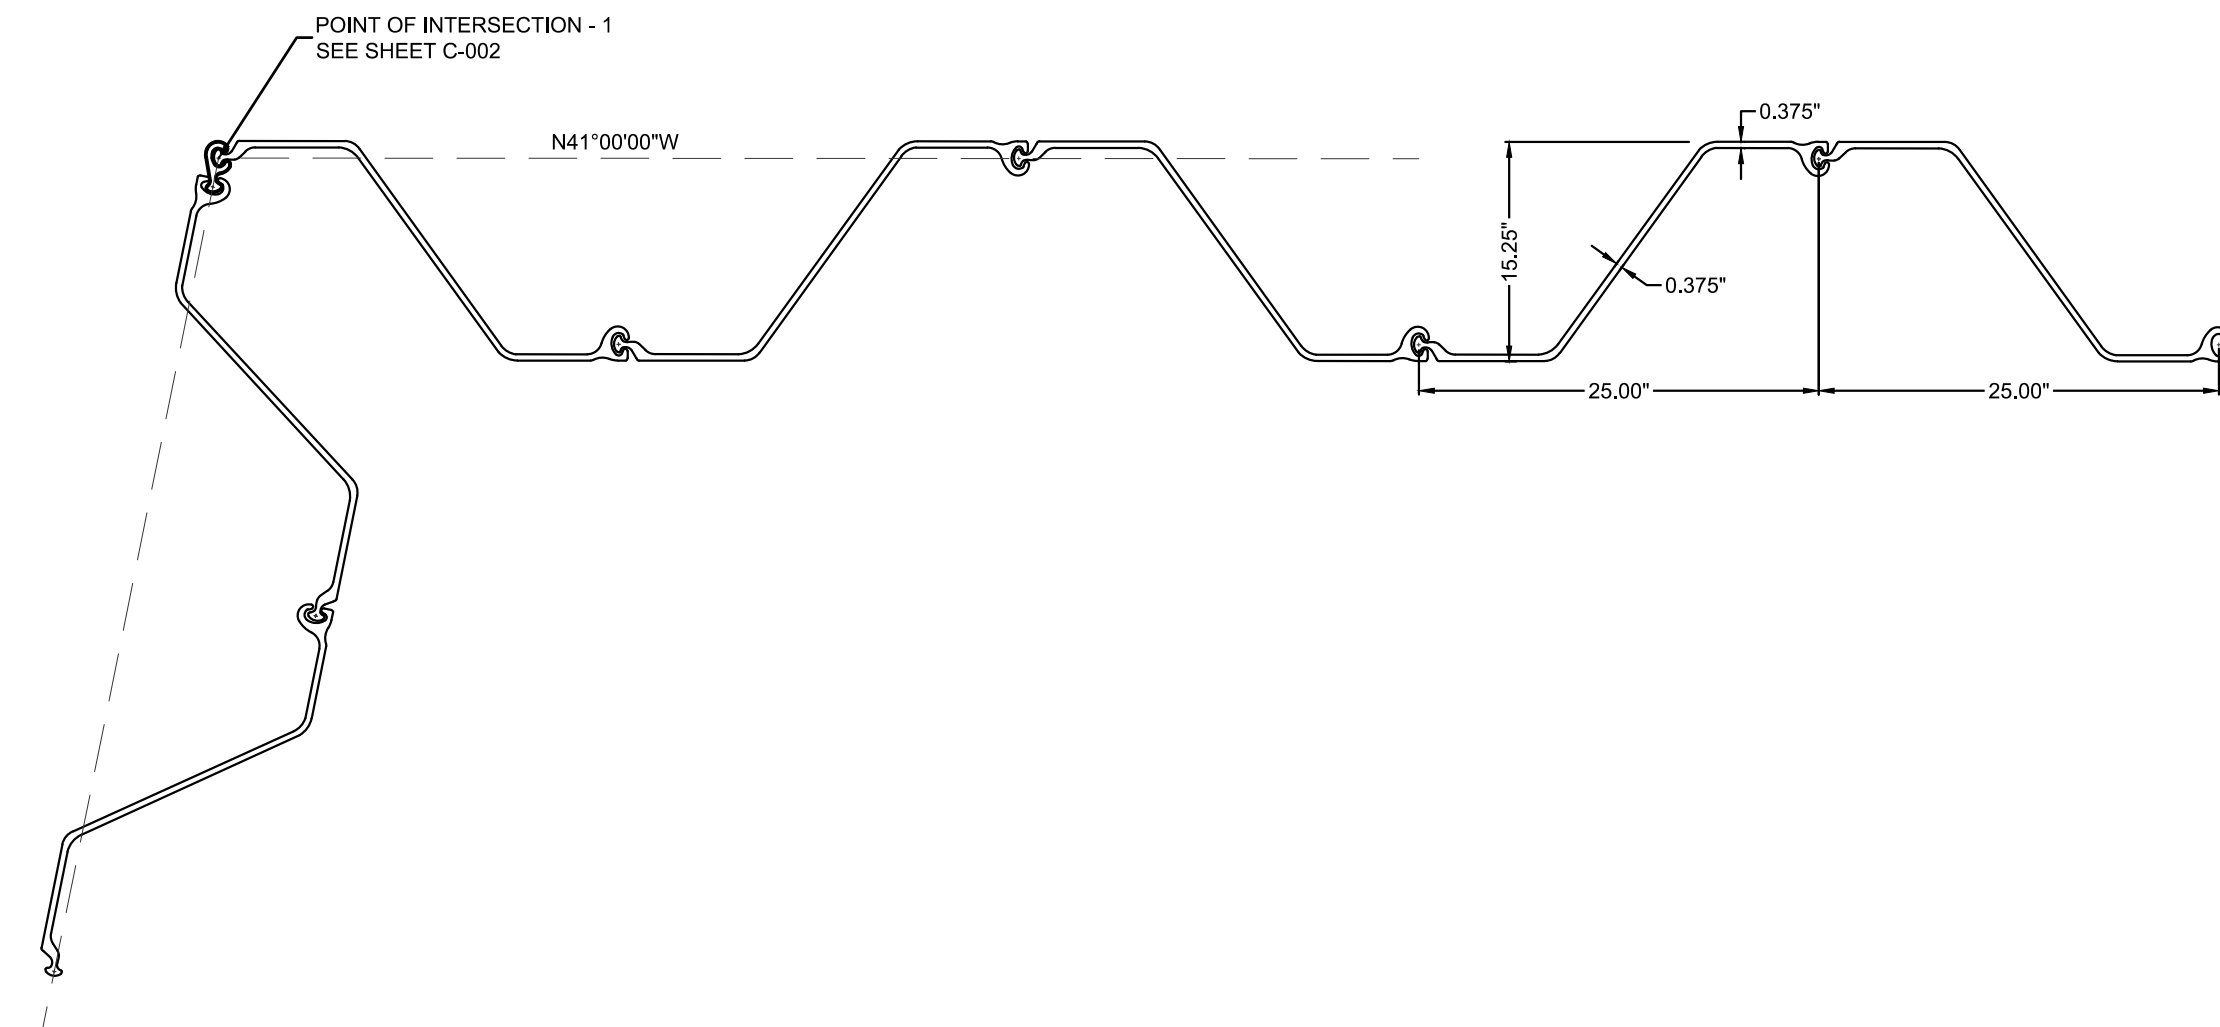 POINT OF INTERSECTION - 1
SEE SHEET C-002
N41°00'00"W
0.375"
15.25"
0.375"
25.00"
25.00"